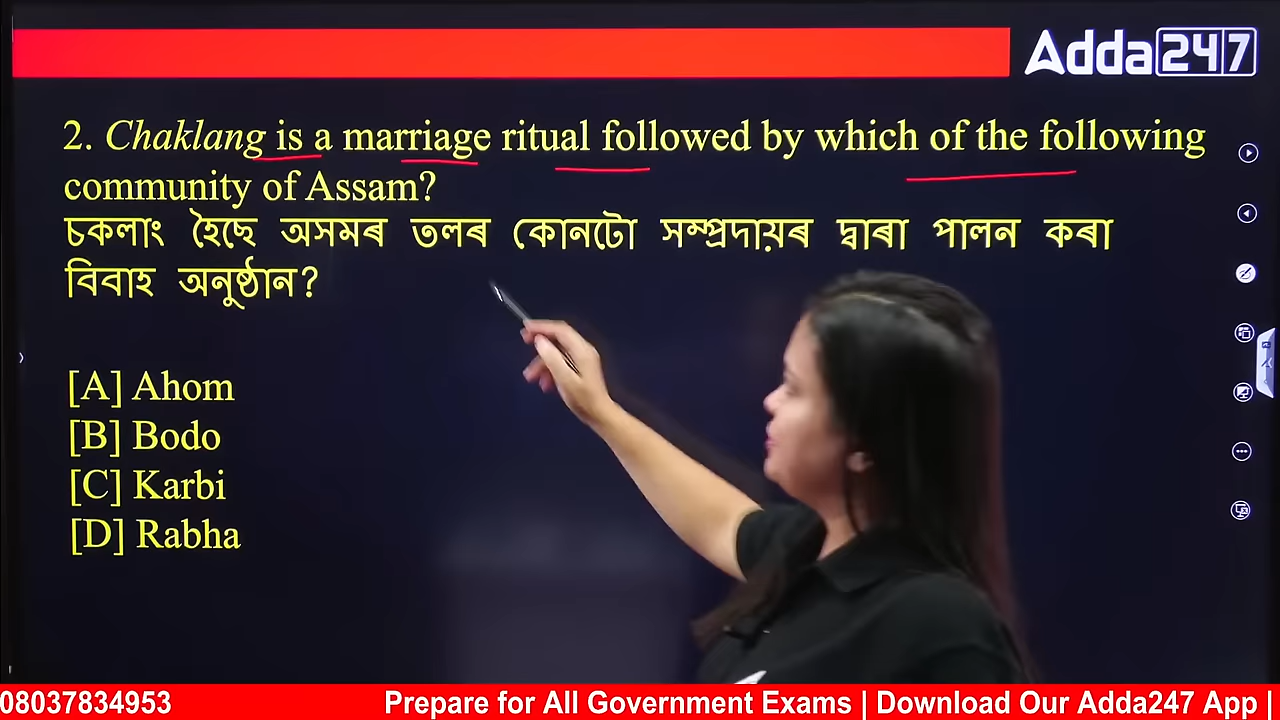 Adda247
2. Chaklang is a marriage ritual followed by which of the following
community of Assam?
চকলাং হৈছে অসমৰ তলৰ কোনটো সম্প্ৰদায়ৰ দ্বাৰা পালন কৰা
বিবাহ অনুষ্ঠান?
[A] Ahom
[B] Bodo
[C] Karbi
[D] Rabha
08037834953 Prepare for All Government Exams | Download Our Adda247 App |